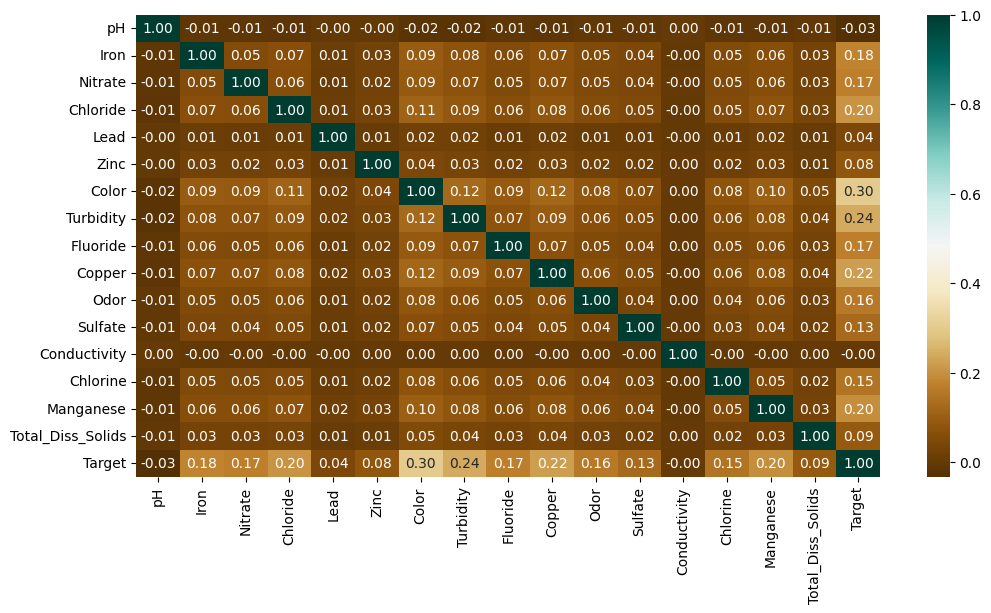 pH 1.00 -0.01 -0.01 -0.01 -0.00 -0.00 -0.02 -0.02 -0.01 -0.01 -0.01 -0.01 0.00 -0.01 -0.01 -0.01 -0.03
Iron -0.01 1.00 0.05 0.07 0.01 0.03 0.09 0.08 0.06 0.07 0.05 0.04 -0.00 0.05 0.06 0.03 0.18
Nitrate -0.01 0.05 1.00 0.06 0.01 0.02 0.09 0.07 0.05 0.07 0.05 0.04 -0.00 0.05 0.06 0.03 0.17
Chloride -0.01 0.07 0.06 1.00 0.01 0.03 0.11 0.09 0.06 0.08 0.06 0.05 -0.00 0.05 0.07 0.03 0.20
Lead -0.00 0.01 0.01 0.01 1.00 0.01 0.02 0.02 0.01 0.02 0.01 0.01 -0.00 0.01 0.02 0.01 0.04
Zinc -0.00 0.03 0.02 0.03 0.01 1.00 0.04 0.03 0.02 0.03 0.02 0.02 0.00 0.02 0.03 0.01 0.08
Color -0.02 0.09 0.09 0.11 0.02 0.04 1.00 0.12 0.09 0.12 0.08 0.07 0.00 0.08 0.10 0.05 0.30
Turbidity -0.02 0.08 0.07 0.09 0.02 0.03 0.12 1.00 0.07 0.09 0.06 0.05 0.00 0.06 0.08 0.04 0.24
Fluoride -0.01 0.06 0.05 0.06 0.01 0.02 0.09 0.07 1.00 0.07 0.05 0.04 0.00 0.05 0.06 0.03 0.17
Copper -0.01 0.07 0.07 0.08 0.02 0.03 0.12 0.09 0.07 1.00 0.06 0.05 -0.00 0.06 0.08 0.04 0.22
Odor -0.01 0.05 0.05 0.06 0.01 0.02 0.08 0.06 0.05 0.06 1.00 0.04 0.00 0.04 0.06 0.03 0.16
Sulfate -0.01 0.04 0.04 0.05 0.01 0.02 0.07 0.05 0.04 0.05 0.04 1.00 -0.00 0.03 0.04 0.02 0.13
Conductivity 0.00 -0.00 -0.00 -0.00 -0.00 0.00 0.00 0.00 0.00 -0.00 0.00 -0.00 1.00 -0.00 -0.00 0.00 -0.00
Chlorine -0.01 0.05 0.05 0.05 0.01 0.02 0.08 0.06 0.05 0.06 0.04 0.03 -0.00 1.00 0.05 0.02 0.15
Manganese -0.01 0.06 0.06 0.07 0.02 0.03 0.10 0.08 0.06 0.08 0.06 0.04 -0.00 0.05 1.00 0.03 0.20
Total_Diss_Solids -0.01 0.03 0.03 0.03 0.01 0.01 0.05 0.04 0.03 0.04 0.03 0.02 0.00 0.02 0.03 1.00 0.09
Target -0.03 0.18 0.17 0.20 0.04 0.08 0.30 0.24 0.17 0.22 0.16 0.13 -0.00 0.15 0.20 0.09 1.00
pH Iron Nitrate Chloride Lead Zinc Color Turbidity Fluoride Copper Odor Sulfate Conductivity Chlorine Manganese Total_Diss_Solids Target
1.0
0.8
0.6
0.4
0.2
0.0